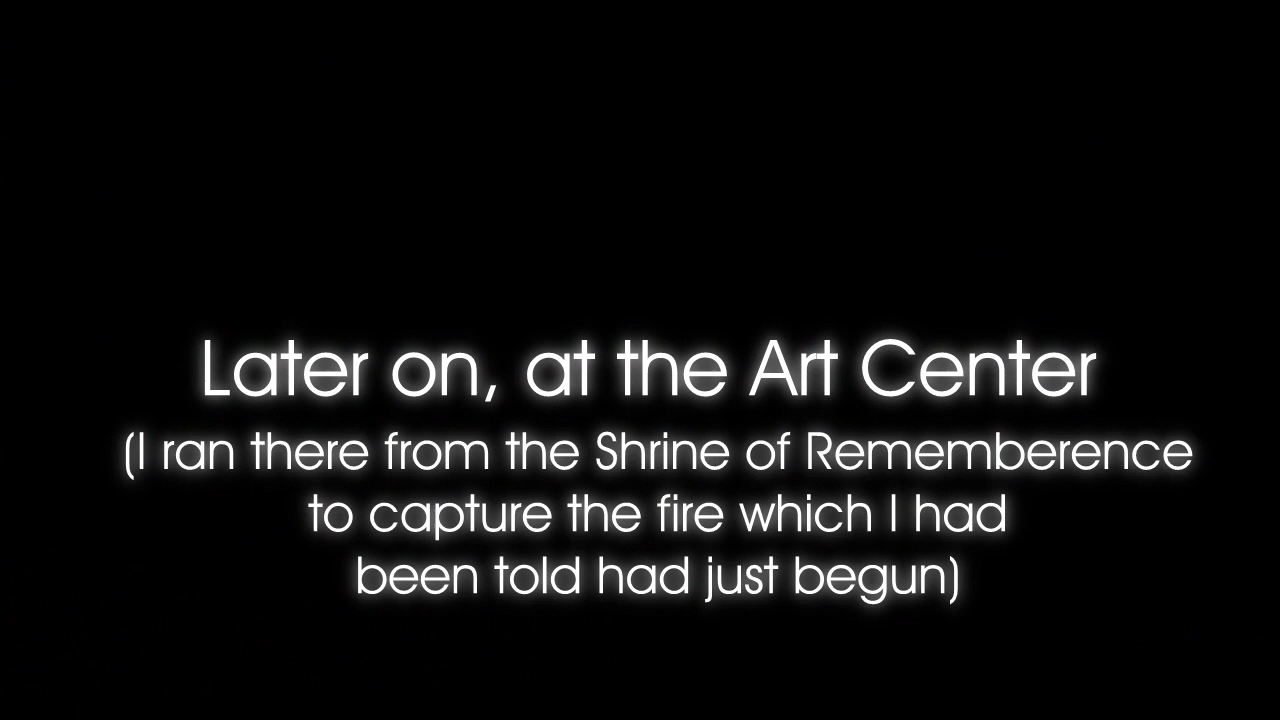 Later on, at the Art Center
(I ran there from the Shrine of Rememberence
to capture the fire which I had
been told had just begun)